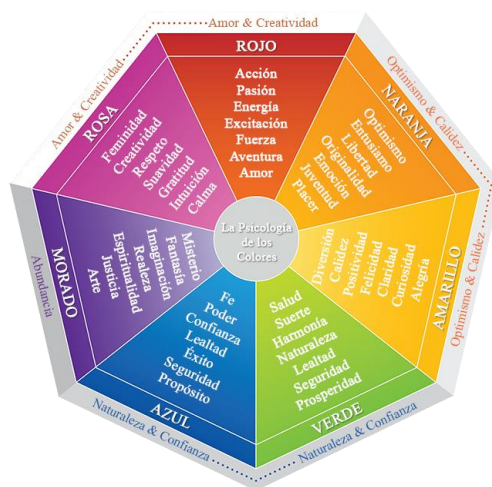 Amor & Creatividad
ROJO
Acción
Pasión
Energía
Excitación
Fuerza
Aventura
Amor
Optimismo & Calidez
NARANJA
Optimismo
Entusiamo
Libertad
Originalidad
Emoción
Juventud
Placer
Optimismo & Calidez
AMARILLO
Diversión
Calidez
Positividad
Felicidad
Claridad
Curiosidad
Alegría
Naturaleza & Confianza
VERDE
Salud
Suerte
Harmonia
Naturaleza
Lealtad
Seguridad
Prosperidad
Naturaleza & Confianza
AZUL
Fe
Poder
Confianza
Lealtad
Éxito
Seguridad
Propósito
Abundancia
MORADO
Misterio
Fantasía
Imaginación
Realeza
Espiritualidad
Justicia
Arte
Amor & Creatividad
ROSA
Feminidad
Creatividad
Respeto
Suavidad
Gratitud
Intuición
Calma
La Psicología
de los
Colores